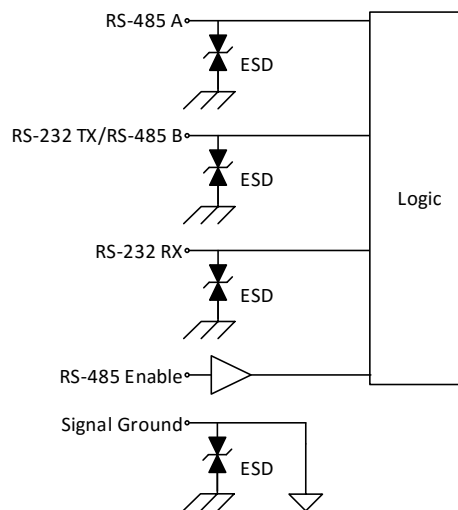 RS-485 A
ESD
RS-232 TX/RS-485 B
ESD
Logic
RS-232 RX
ESD
RS-485 Enable
Signal Ground
ESD